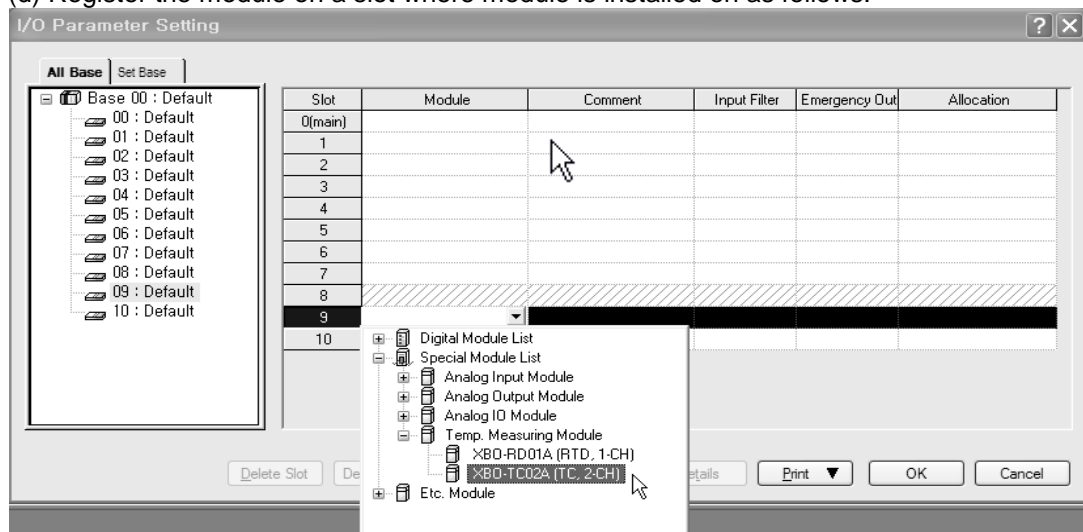 (d) Register the module on a slot where module is installed on as follows.
I/O Parameter Setting
All Base Set Base
Base 00 : Default
00 : Default
01 : Default
02 : Default
03 : Default
04 : Default
05 : Default
06 : Default
07 : Default
08 : Default
09 : Default
10 : Default
Slot Module Comment Input Filter Emergency Out Allocation
0(main)
1
2
3
4
5
6
7
8
9
10
Digital Module List
Special Module List
Analog Input Module
Analog Output Module
Analog IO Module
Temp. Measuring Module
XBO-RD01A (RTD, 1-CH)
XBO-TC02A (TC, 2-CH)
Etc. Module
Delete Slot De etails Print ▼ OK Cancel